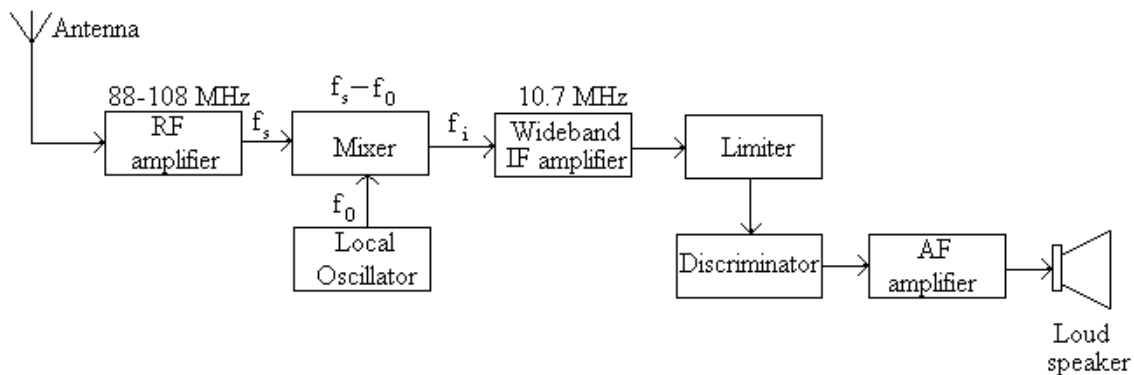 Antenna
88-108 MHz
RF
amplifier
fs
fs−f0
Mixer
fi
f0
Local
Oscillator
10.7 MHz
Wideband
IF amplifier
Limiter
Discriminator
AF
amplifier
Loud
speaker